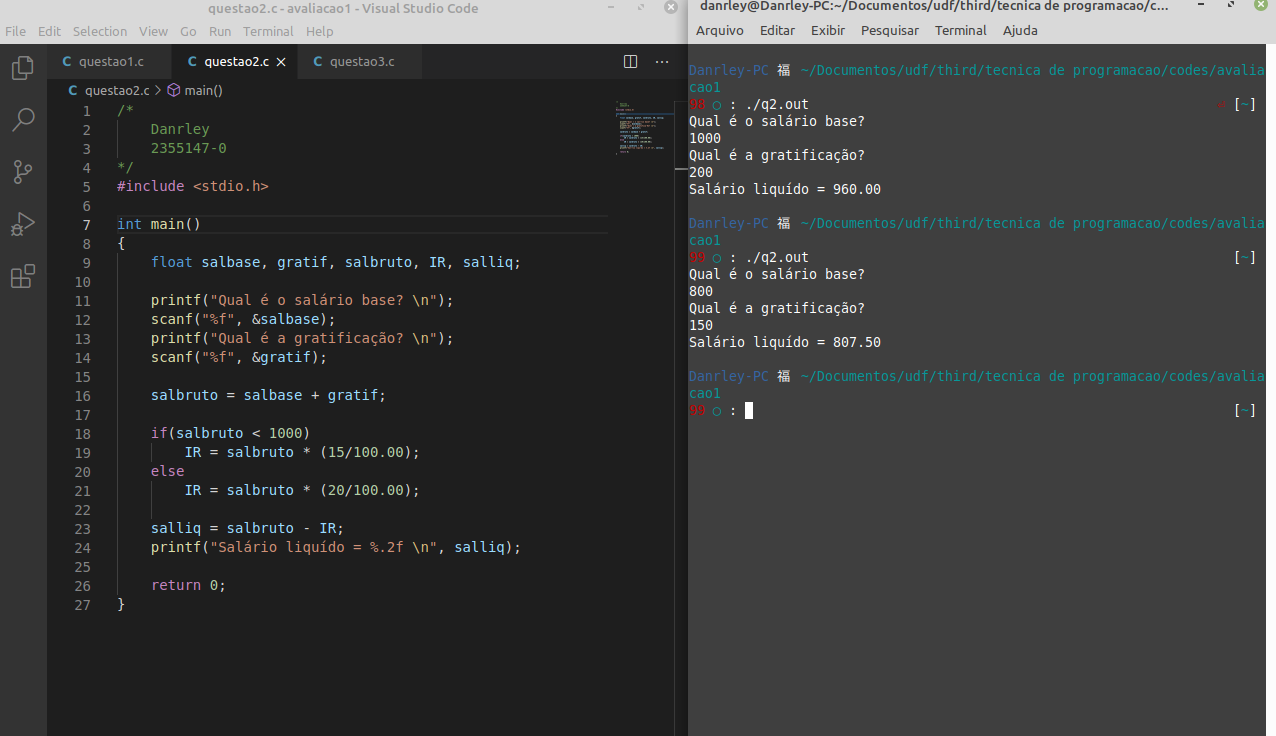 questao2.c - avaliacao1 - Visual Studio Code
File Edit Selection View Go Run Terminal Help
questao1.c
questao2.c
questao3.c
questao2.c > main()
1 /*
2 Danrley
3 2355147-0
4 */
5 #include <stdio.h>
6
7 int main()
8 {
9 float salbase, gratif, salbruto, IR, salliq;
10
11 printf("Qual é o salário base? \n");
12 scanf("%f", &salbase);
13 printf("Qual é a gratificação? \n");
14 scanf("%f", &gratif);
15
16 salbruto = salbase + gratif;
17
18 if(salbruto < 1000)
19 IR = salbruto * (15/100.00);
20 else
21 IR = salbruto * (20/100.00);
22
23 salliq = salbruto - IR;
24 printf("Salário liquído = %.2f \n", salliq);
25
26 return 0;
27 }
danrley@Danrley-PC:~/Documentos/udf/third/tecnica de programacao/c...
Arquivo Editar Exibir Pesquisar Terminal Ajuda
Danrley-PC 福 ~/Documentos/udf/third/tecnica de programacao/codes/avalia
cao1
98 ○ : ./q2.out [~]
Qual é o salário base?
1000
Qual é a gratificação?
200
Salário liquído = 960.00
Danrley-PC 福 ~/Documentos/udf/third/tecnica de programacao/codes/avalia
cao1
99 ○ : ./q2.out [~]
Qual é o salário base?
800
Qual é a gratificação?
150
Salário liquído = 807.50
Danrley-PC 福 ~/Documentos/udf/third/tecnica de programacao/codes/avalia
cao1
99 ○ : [~]